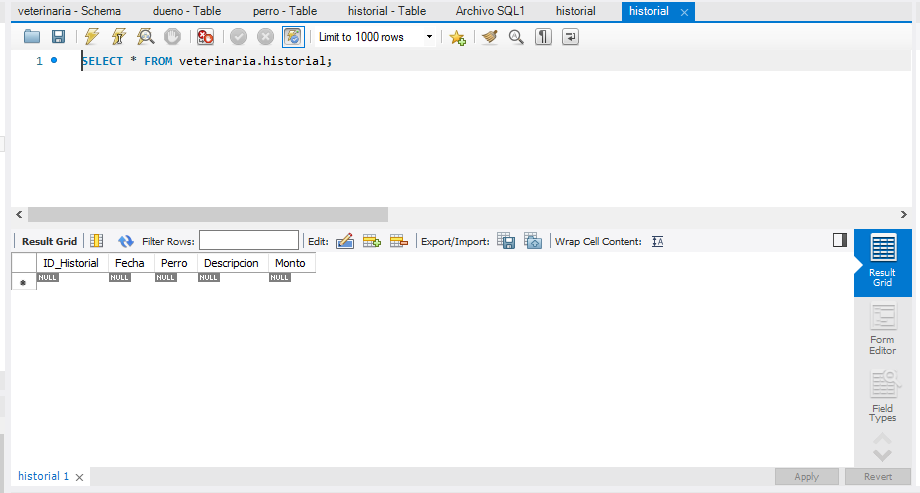 veterinaria - Schema dueno - Table perro - Table historial - Table Archivo SQL1 historial historial
Limit to 1000 rows
1 SELECT * FROM veterinaria.historial;
Result Grid Filter Rows: Edit: Export/Import: Wrap Cell Content: IA
ID_Historial Fecha Perro Descripcion Monto
NULL NULL NULL NULL NULL
Result
Grid
Form
Editor
Field
Types
historial 1 Apply Revert